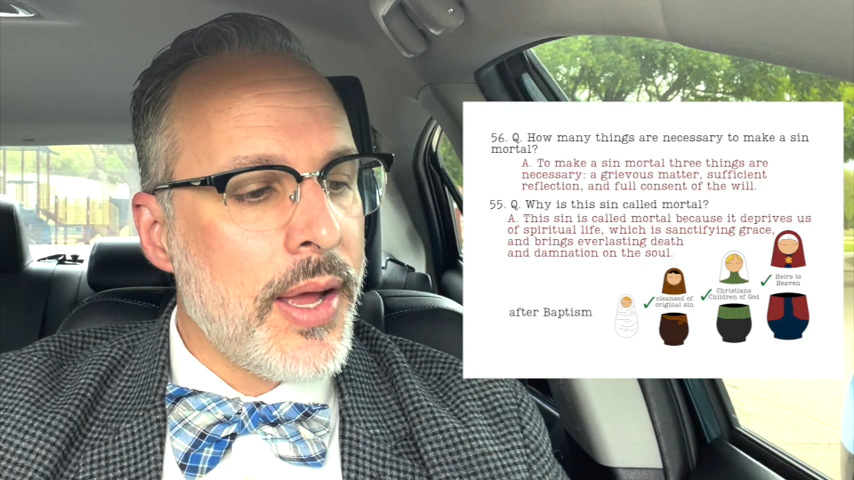 56. Q. How many things are necessary to make a sin
mortal?
A. To make a sin mortal three things are
necessary: a grievous matter, sufficient
reflection, and full consent of the will.
55. Q. Why is this sin called mortal?
A. This sin is called mortal because it deprives us
of spiritual life, which is sanctifying grace,
and brings everlasting death
and damnation on the soul.
after Baptism
cleansed of
original sin
Christians
Children of God
Heirs to
Heaven